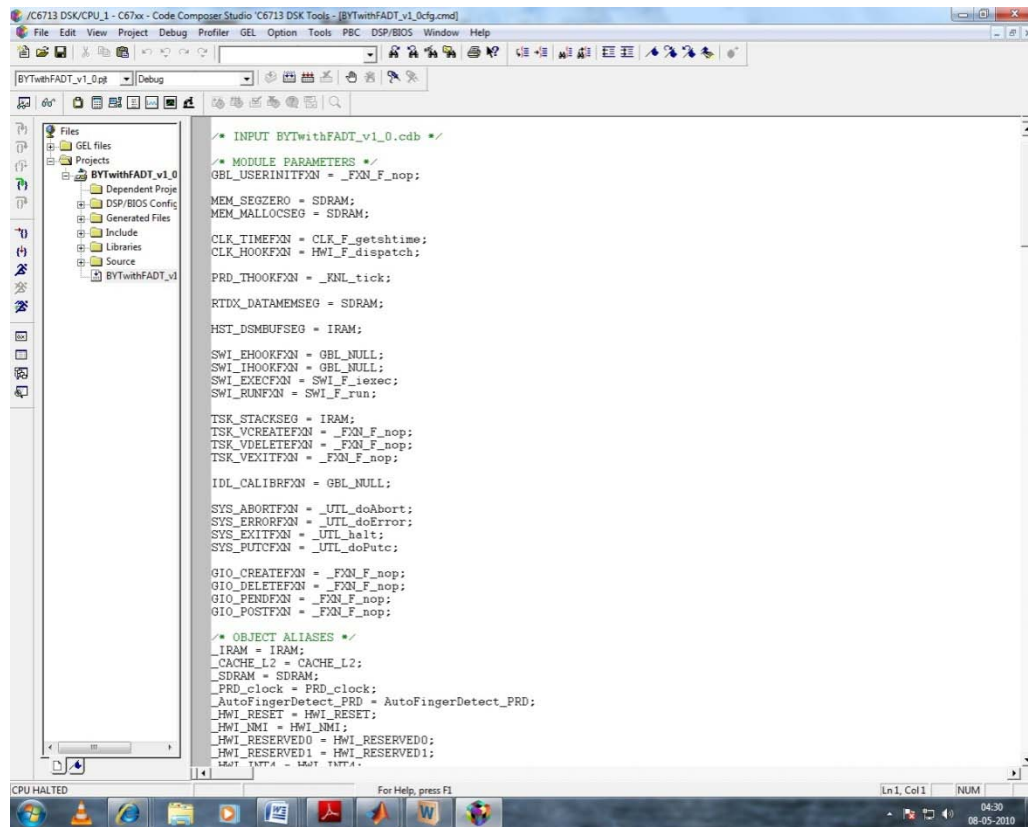 /C6713 DSK/CPU_1 - C67xx - Code Composer Studio 'C6713 DSK Tools - [BYTwithFADT_v1_0cfg.cmd]
File Edit View Project Debug Profiler GEL Option Tools PBC DSP/BIOS Window Help
BYTwithFADT_v1_0.pjt Debug
Files
GEL files
Projects
BYTwithFADT_v1_0
Dependent Proje
DSP/BIOS Config
Generated Files
Include
Libraries
Source
BYTwithFADT_v1
/* INPUT BYTwithFADT_v1_0.cdb */
/* MODULE PARAMETERS */
GBL_USERINITFXN = _FXN_F_nop;
MEM_SEGZERO = SDRAM;
MEM_MALLOCSEG = SDRAM;
CLK_TIMEFXN = CLK_F_getshtime;
CLK_HOOKFXN = HWI_F_dispatch;
PRD_THOOKFXN = _KNL_tick;
RTDX_DATAMEMSEG = SDRAM;
HST_DSMBUFSEG = IRAM;
SWI_EHOOKFXN = GBL_NULL;
SWI_IHOOKFXN = GBL_NULL;
SWI_EXECFXN = SWI_F_iexec;
SWI_RUNFXN = SWI_F_run;
TSK_STACKSEG = IRAM;
TSK_VCREATEFXN = _FXN_F_nop;
TSK_VDELETEFXN = _FXN_F_nop;
TSK_VEXITFXN = _FXN_F_nop;
IDL_CALIBRFXN = GBL_NULL;
SYS_ABORTFXN = _UTL_doAbort;
SYS_ERRORFXN = _UTL_doError;
SYS_EXITFXN = _UTL_halt;
SYS_PUTCFXN = _UTL_doPutc;
GIO_CREATEFXN = _FXN_F_nop;
GIO_DELETEFXN = _FXN_F_nop;
GIO_PENDFXN = _FXN_F_nop;
GIO_POSTFXN = _FXN_F_nop;
/* OBJECT ALIASES */
_IRAM = IRAM;
_CACHE_L2 = CACHE_L2;
_SDRAM = SDRAM;
_PRD_clock = PRD_clock;
_AutoFingerDetect_PRD = AutoFingerDetect_PRD;
_HWI_RESET = HWI_RESET;
_HWI_NMI = HWI_NMI;
_HWI_RESERVED0 = HWI_RESERVED0;
_HWI_RESERVED1 = HWI_RESERVED1;
_HWI_INT4 = HWI_INT4;
CPU HALTED For Help, press F1 Ln 1, Col 1 NUM
04:30
08-05-2010